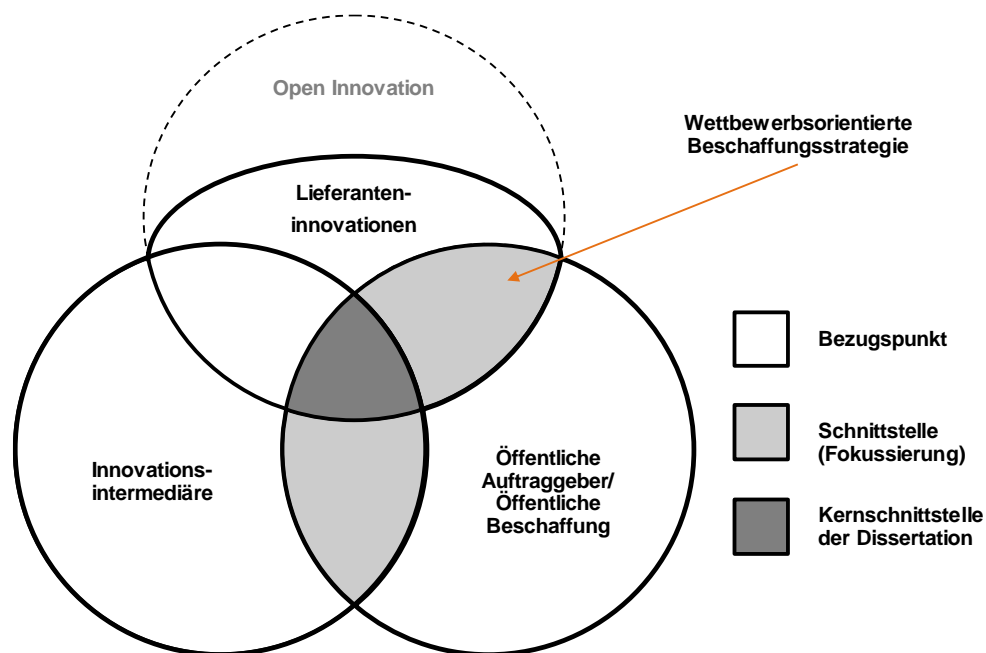 Open Innovation
Wettbewerbsorientierte
Beschaffungsstrategie
Lieferanten-
innovationen
Innovations-
intermediäre
Öffentliche
Auftraggeber/
Öffentliche
Beschaffung
Bezugspunkt
Schnittstelle
(Fokussierung)
Kernschnittstelle
der Dissertation